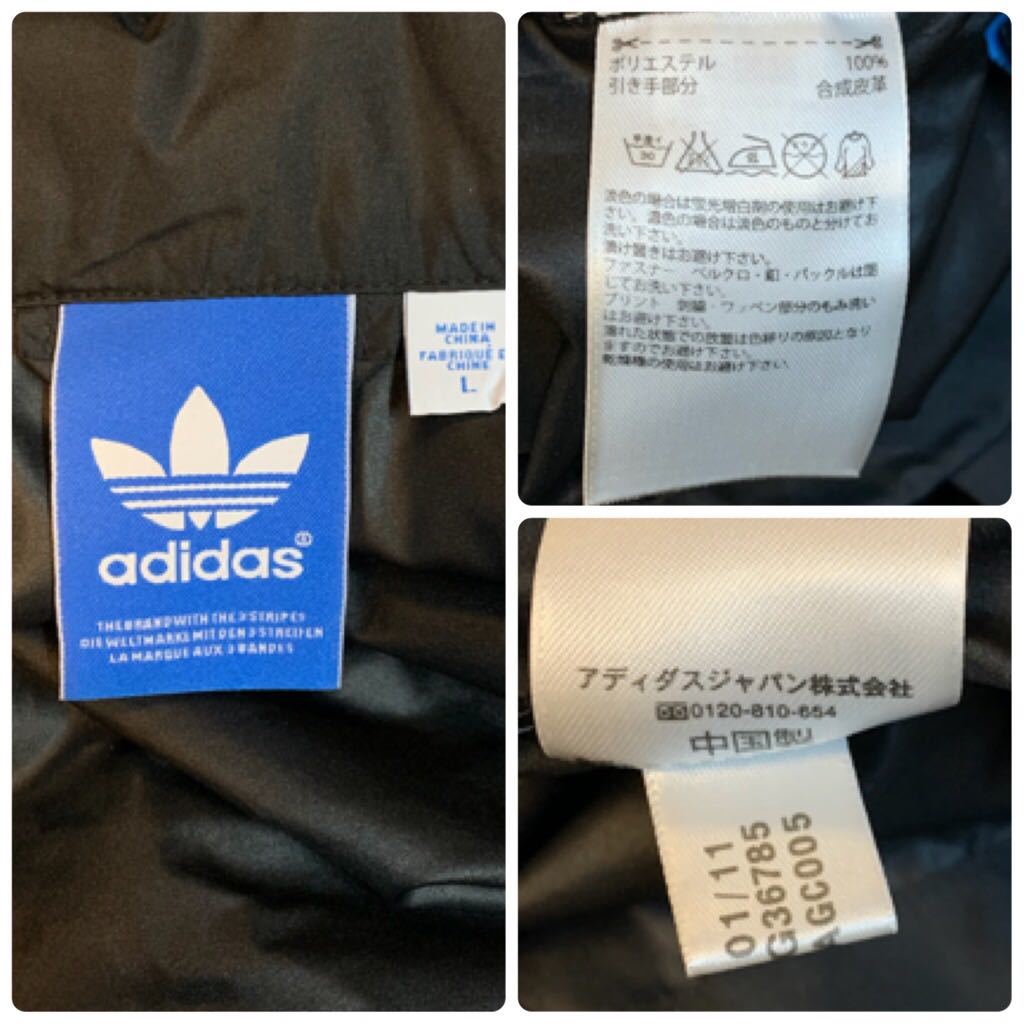 adidas
THE BRAND WITH THE 3 STRIPES
DIE WELTMARKE MIT DEN 3 STREIFEN
LA MARQUE AUX 3 BANDES
MADE IN
CHINA
FABRIQUÉ E
CHINE
L
ポリエステル 100%
引き手部分 合成皮革
30
淡色の場合は蛍光増白剤の使用はお避け下
さい。濃色の場合は淡色のものと分けてお
洗い下さい。
漬け置きはお避け下さい。
ファスナー・ベルクロ・釦・バックルは閉
してお洗い下さい。
プリント・刺繍・ワッペン部分のもみ洗い
はお避け下さい。
濡れた状態での放置は色移りの原因となり
ますのでお避け下さい。
乾燥機の使用はお避け下さい
アディダスジャパン株式会社
0120-810-654
中国製
01/11
G36785
AGC005